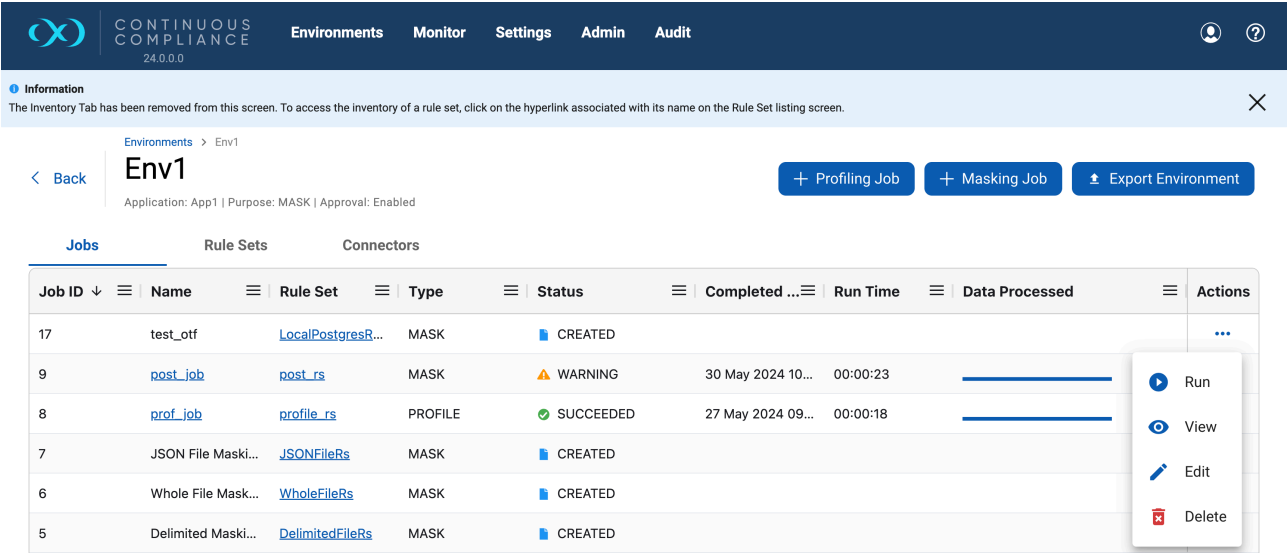 CONTINUOUS
COMPLIANCE
24.0.0.0
Environments Monitor Settings Admin Audit
Information
The Inventory Tab has been removed from this screen. To access the inventory of a rule set, click on the hyperlink associated with its name on the Rule Set listing screen.
Environments > Env1
Back
Env1
Application: App1 | Purpose: MASK | Approval: Enabled
+ Profiling Job
+ Masking Job
Export Environment
Jobs Rule Sets Connectors
Job ID Name Rule Set Type Status Completed ... Run Time Data Processed Actions
17 test_otf LocalPostgresR... MASK CREATED
9 post_job post_rs MASK WARNING 30 May 2024 10... 00:00:23
8 prof_job profile_rs PROFILE SUCCEEDED 27 May 2024 09... 00:00:18
7 JSON File Maski... JSONFileRs MASK CREATED
6 Whole File Mask... WholeFileRs MASK CREATED
5 Delimited Maski... DelimitedFileRs MASK CREATED
Run
View
Edit
Delete